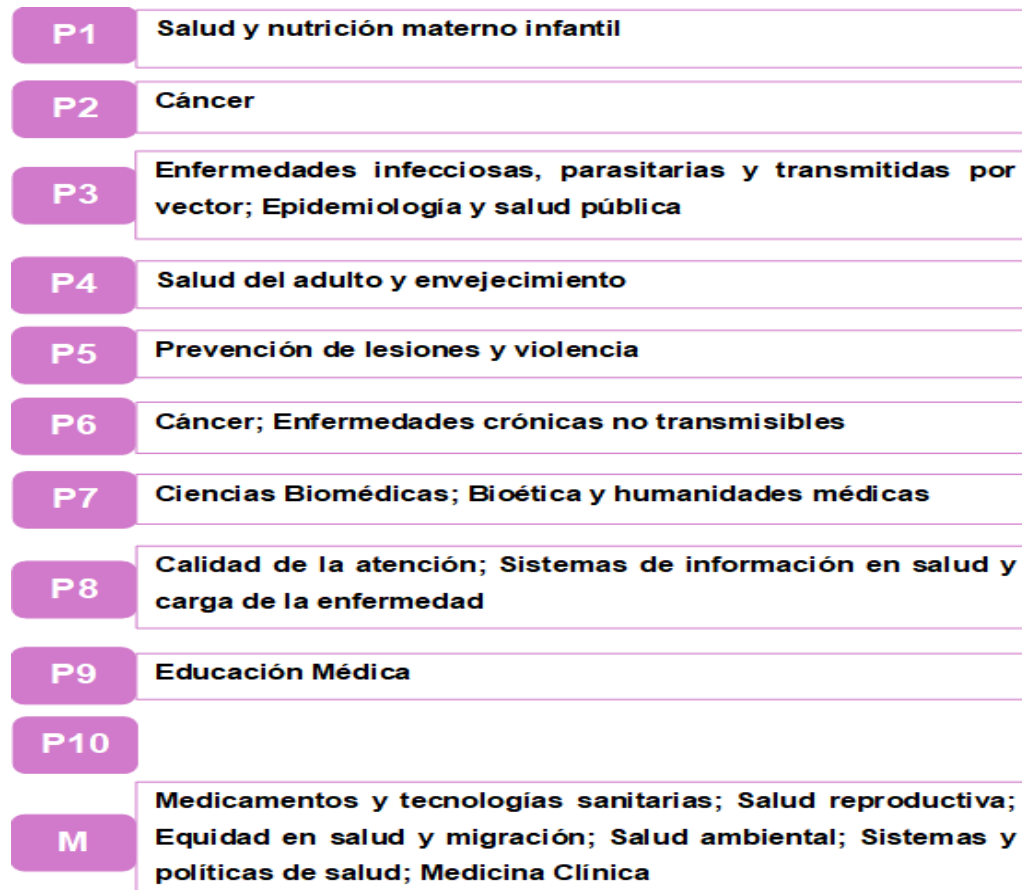 P1 Salud y nutrición materno infantil
P2 Cáncer
P3 Enfermedades infecciosas, parasitarias y transmitidas por
vector; Epidemiología y salud pública
P4 Salud del adulto y envejecimiento
P5 Prevención de lesiones y violencia
P6 Cáncer; Enfermedades crónicas no transmisibles
P7 Ciencias Biomédicas; Bioética y humanidades médicas
P8 Calidad de la atención; Sistemas de información en salud y
carga de la enfermedad
P9 Educación Médica
P10
M Medicamentos y tecnologías sanitarias; Salud reproductiva;
Equidad en salud y migración; Salud ambiental; Sistemas y
políticas de salud; Medicina Clínica